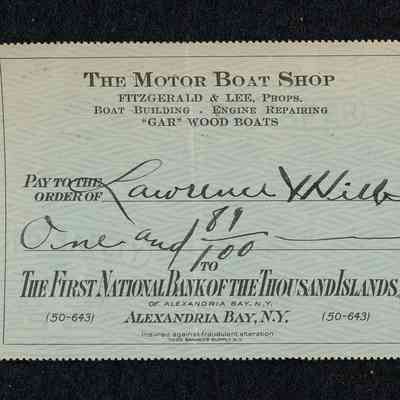 THE MOTOR BOAT SHOP
FITZGERALD & LEE, PROPS.
BOAT BUILDING · ENGINE REPAIRING
"GAR" WOOD BOATS
PAY TO THE
ORDER OF Lawrence
One and 89/100
TO
THE FIRST NATIONAL BANK OF THE THOUSAND ISLANDS,
OF ALEXANDRIA BAY, N.Y.
(50-643) ALEXANDRIA BAY, N.Y. (50-643)
Insured against fraudulent alteration